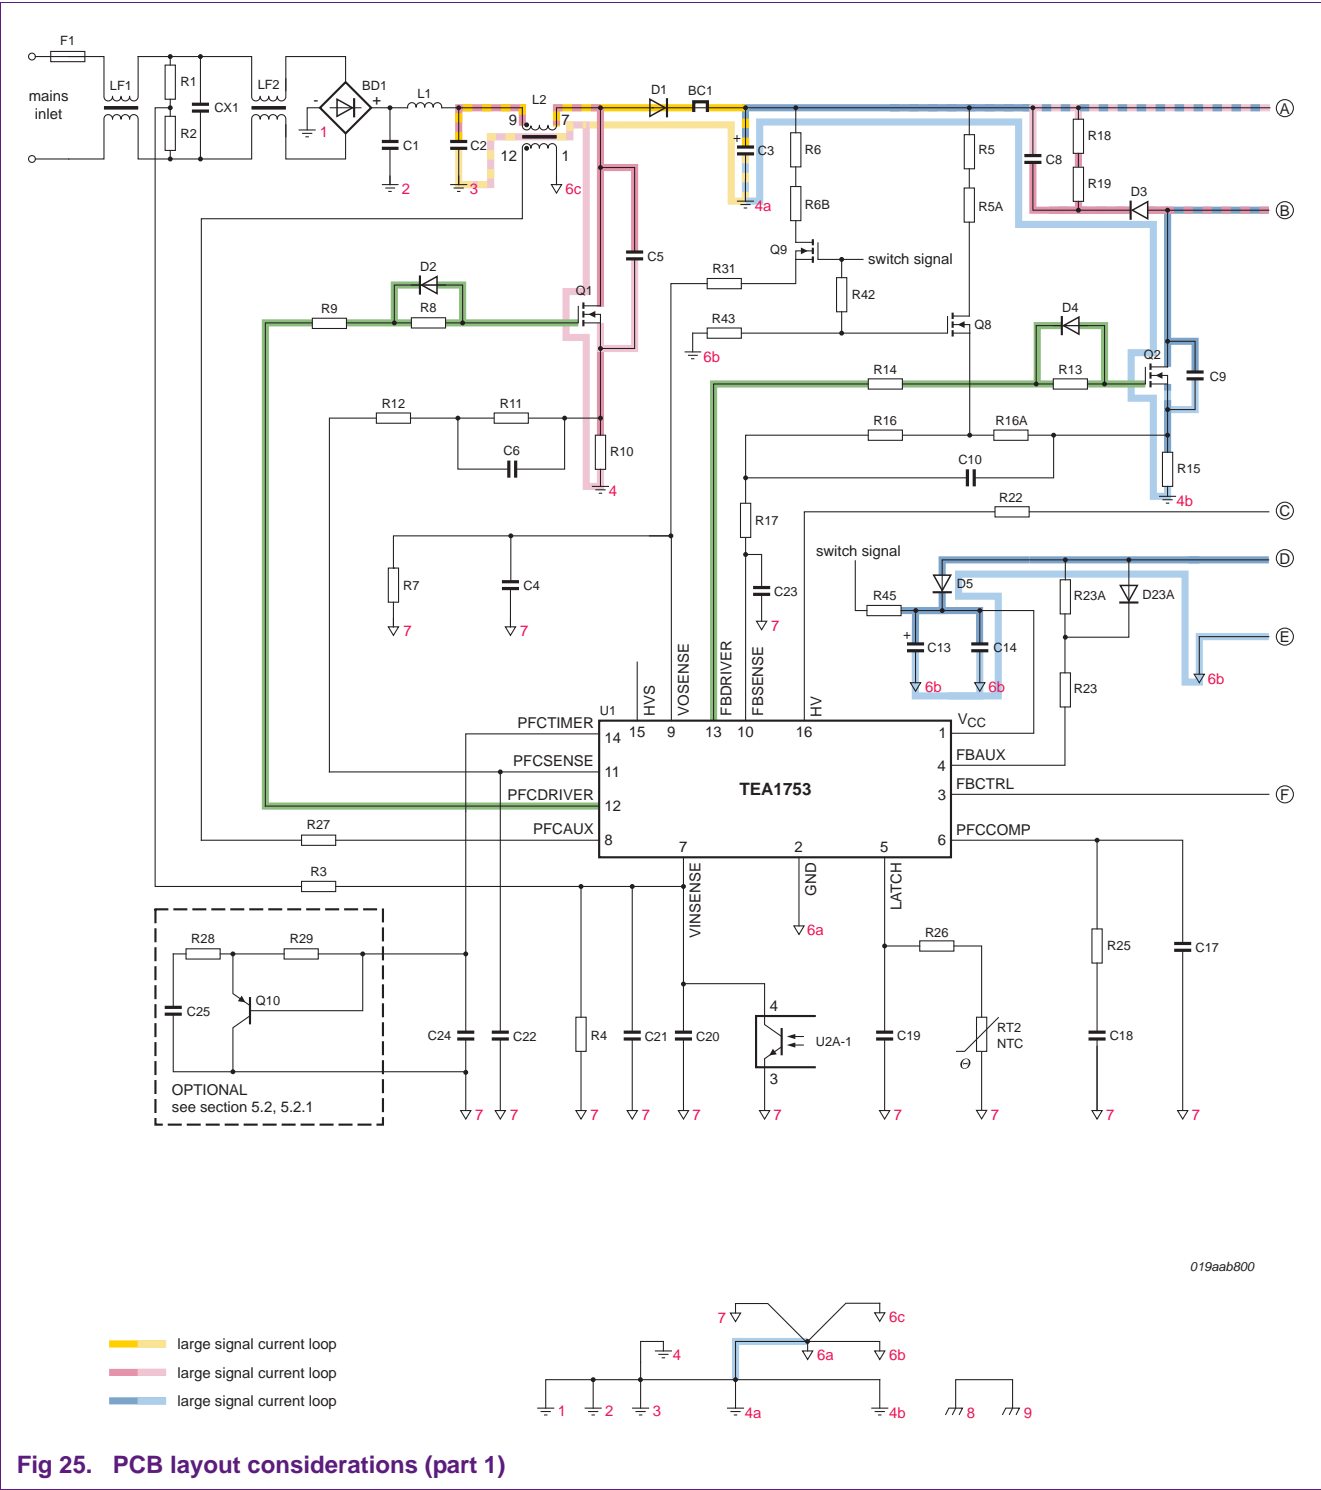 F1
mains
inlet
LF1
R1
R2
CX1
LF2
BD1
-
+
1
L1
C1
2
C2
3
L2
9
7
12
1
6c
D1
BC1
+
C3
4a
R6
R6B
R5
R5A
C8
R18
R19
D3
A
B
Q9
switch signal
R31
R42
R43
6b
Q8
C5
D2
R9
R8
Q1
D4
R14
R13
Q2
C9
R12
R11
C6
R10
4
R16
R16A
C10
R15
4b
R22
C
R17
C23
7
R7
7
C4
7
switch signal
R45
D5
R23A
D23A
D
+
C13
6b
C14
6b
R23
E
6b
U1
HVS
VOSENSE
FBDRIVER
FBSENSE
HV
15
9
13
10
16
PFCTIMER
14
PFCSENSE
11
PFCDRIVER
12
PFCAUX
8
TEA1753
VCC
1
FBAUX
4
FBCTRL
3
F
PFCCOMP
6
7
2
5
VINSENSE
GND
LATCH
6a
R27
R3
R28
R29
C25
Q10
OPTIONAL
see section 5.2, 5.2.1
C24
7
C22
7
R4
7
C21
7
C20
7
4
3
U2A-1
7
C19
7
R26
RT2
NTC
Θ
7
R25
C18
7
C17
7
019aab800
large signal current loop
large signal current loop
large signal current loop
7
6c
6a
6b
4
1
2
3
4a
4b
8
9
Fig 25. PCB layout considerations (part 1)